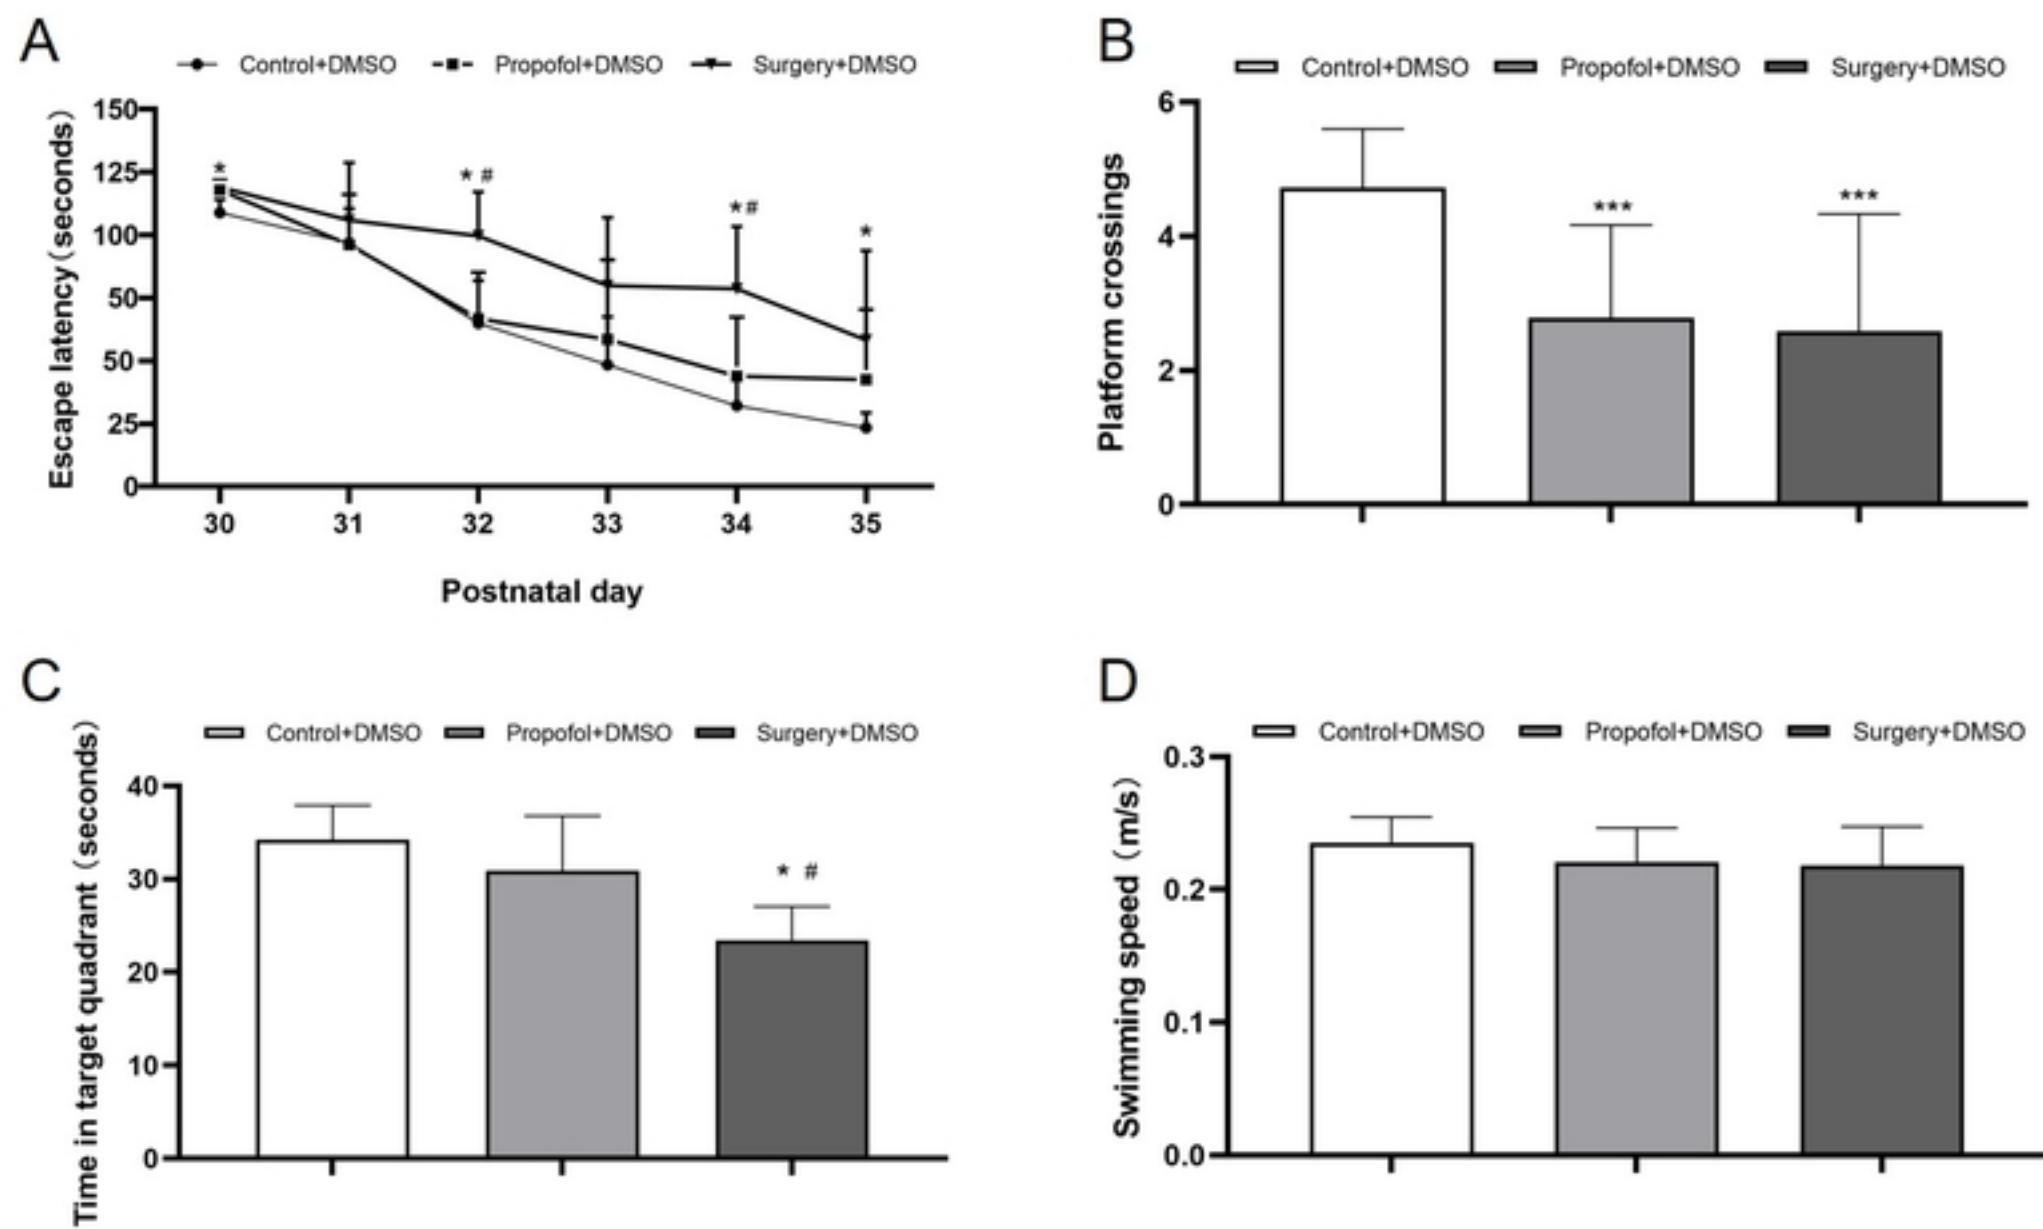 A
Control+DMSO Propofol+DMSO Surgery+DMSO
Escape latency(seconds)
150
125
100
50
50
25
0
*
* #
*#
*
30 31 32 33 34 35
Postnatal day
B
Control+DMSO Propofol+DMSO Surgery+DMSO
Platform crossings
6
4
2
0
***
***
C
Control+DMSO Propofol+DMSO Surgery+DMSO
Time in target quadrant (seconds)
40
30
20
10
0
* #
D
Control+DMSO Propofol+DMSO Surgery+DMSO
Swimming speed (m/s)
0.3
0.2
0.1
0.0